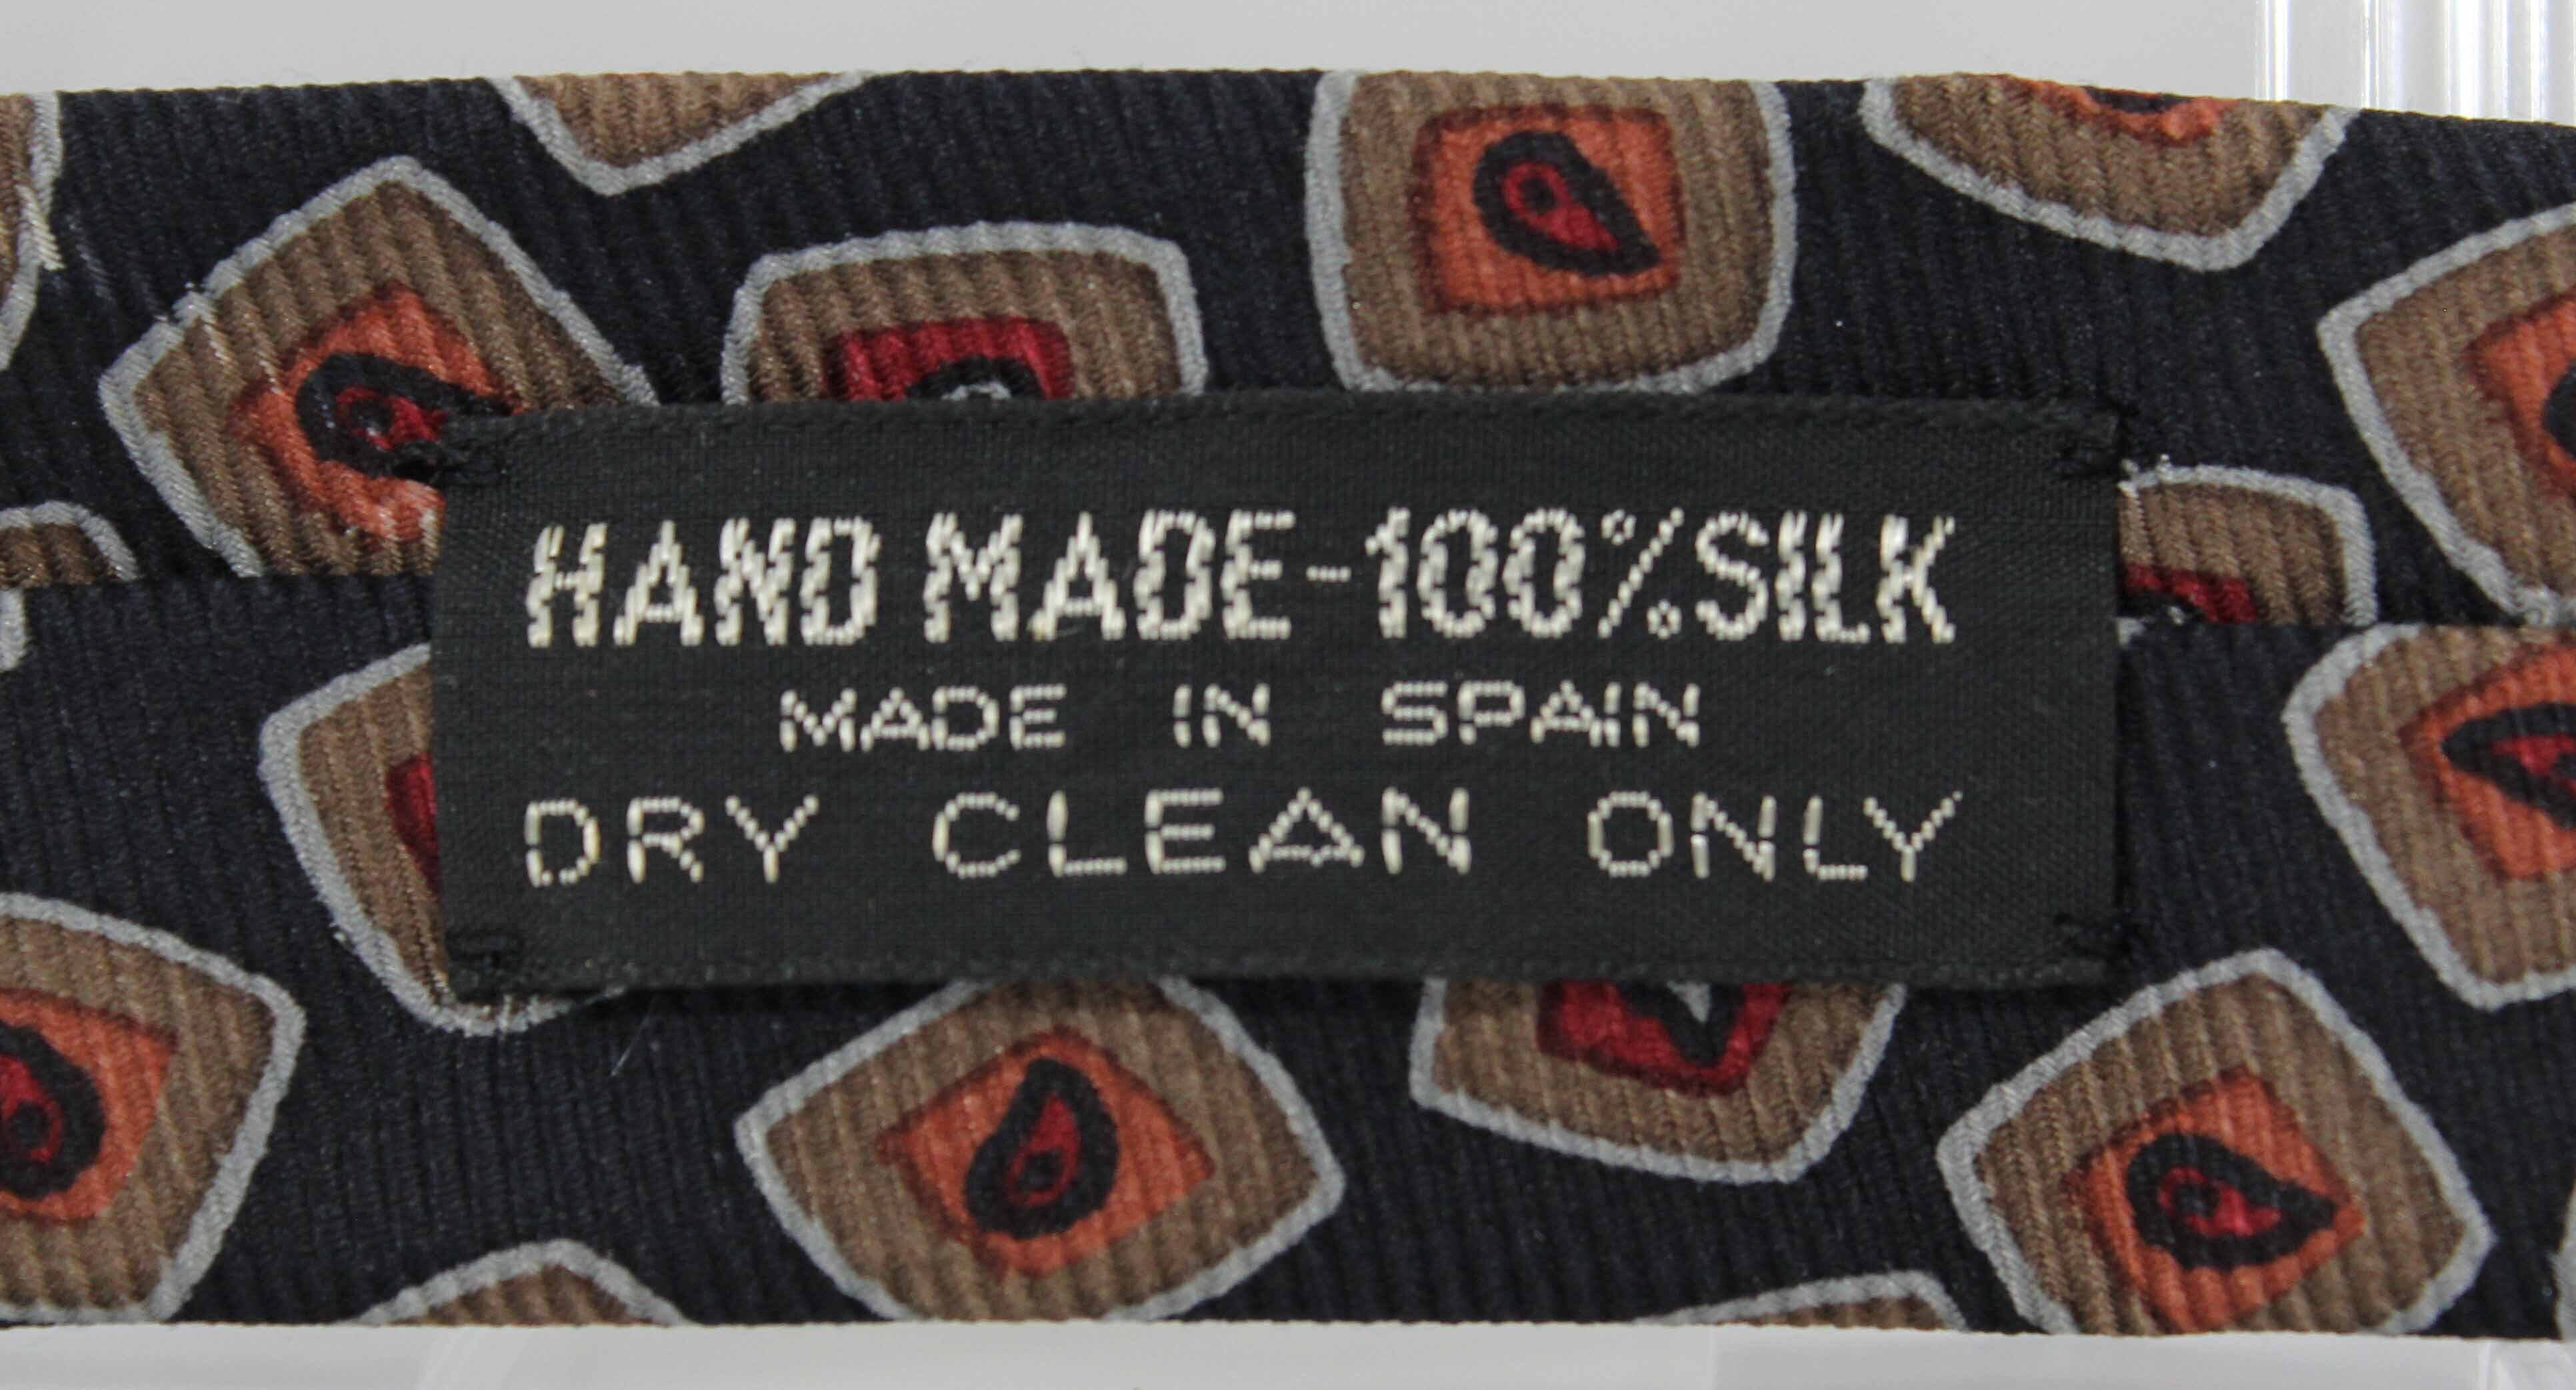 HAND MADE-100%SILK
MADE IN SPAIN
DRY CLEAN ONLY